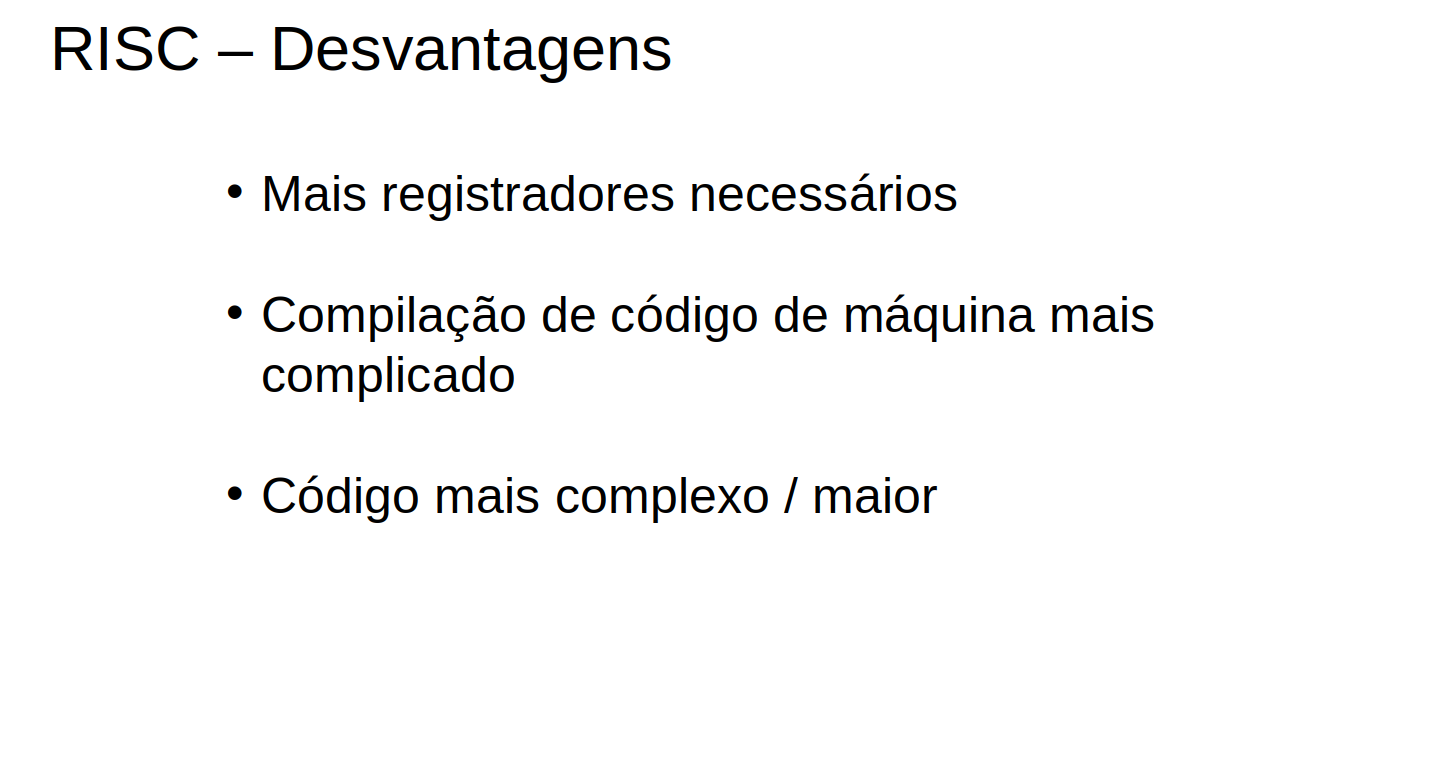 RISC – Desvantagens
• Mais registradores necessários
• Compilação de código de máquina mais
complicado
• Código mais complexo / maior